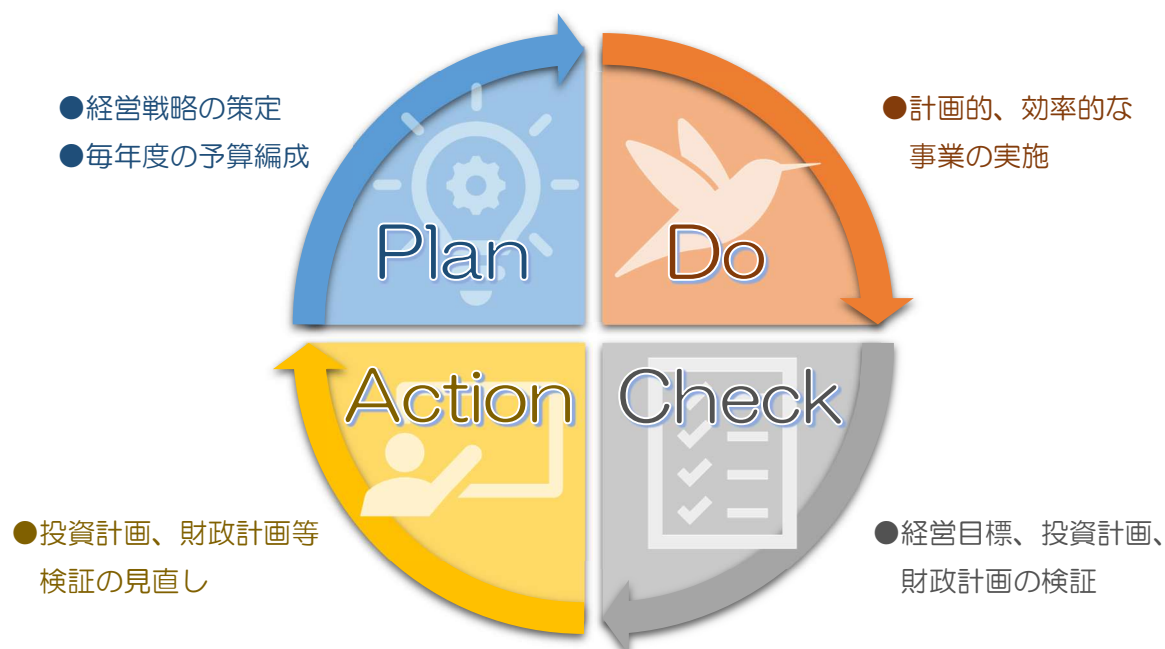 ●経営戦略の策定
●毎年度の予算編成
Plan
Do
●計画的、効率的な
事業の実施
Action
Check
●投資計画、財政計画等
検証の見直し
●経営目標、投資計画、
財政計画の検証